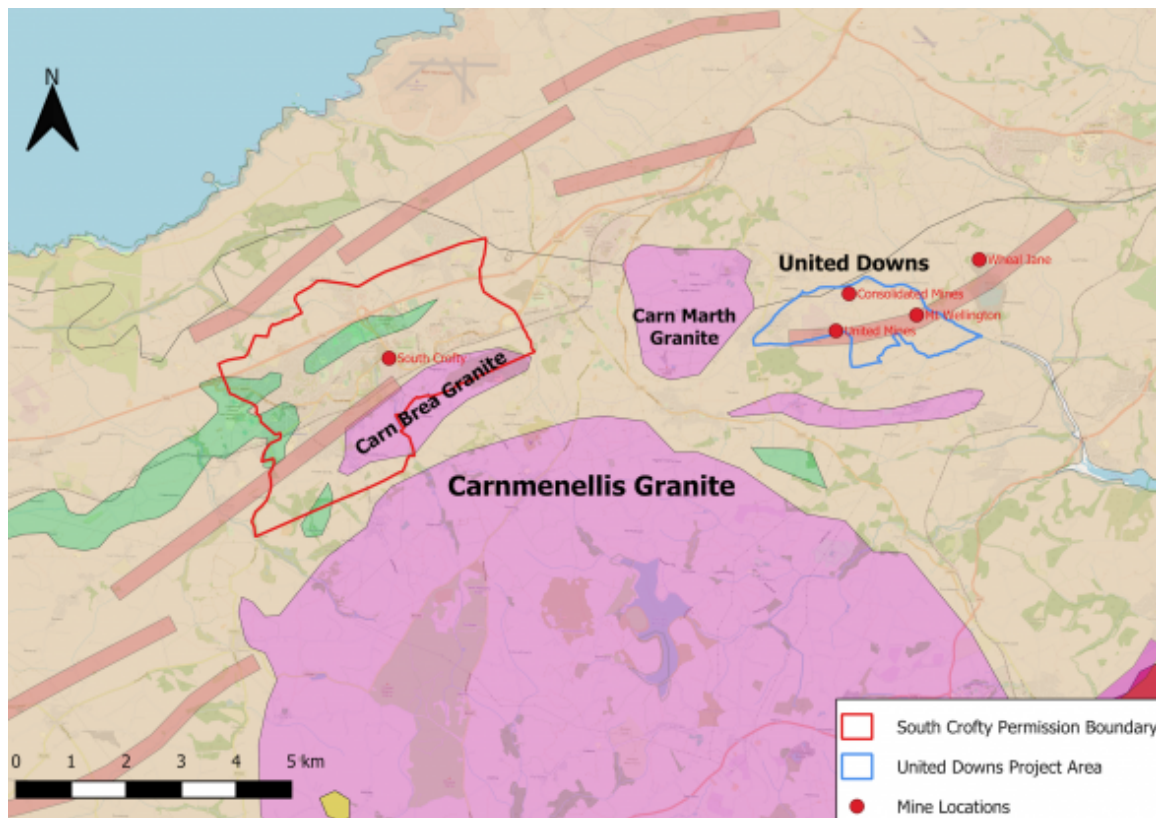 N
United Downs
Wheal Jane
Consolidated Mines
Mt Wellington
United Mines
Carn Marth
Granite
South Crofty
Carn Brea Granite
Carnmenellis Granite
0 1 2 3 4 5 km
South Crofty Permission Boundary
United Downs Project Area
Mine Locations